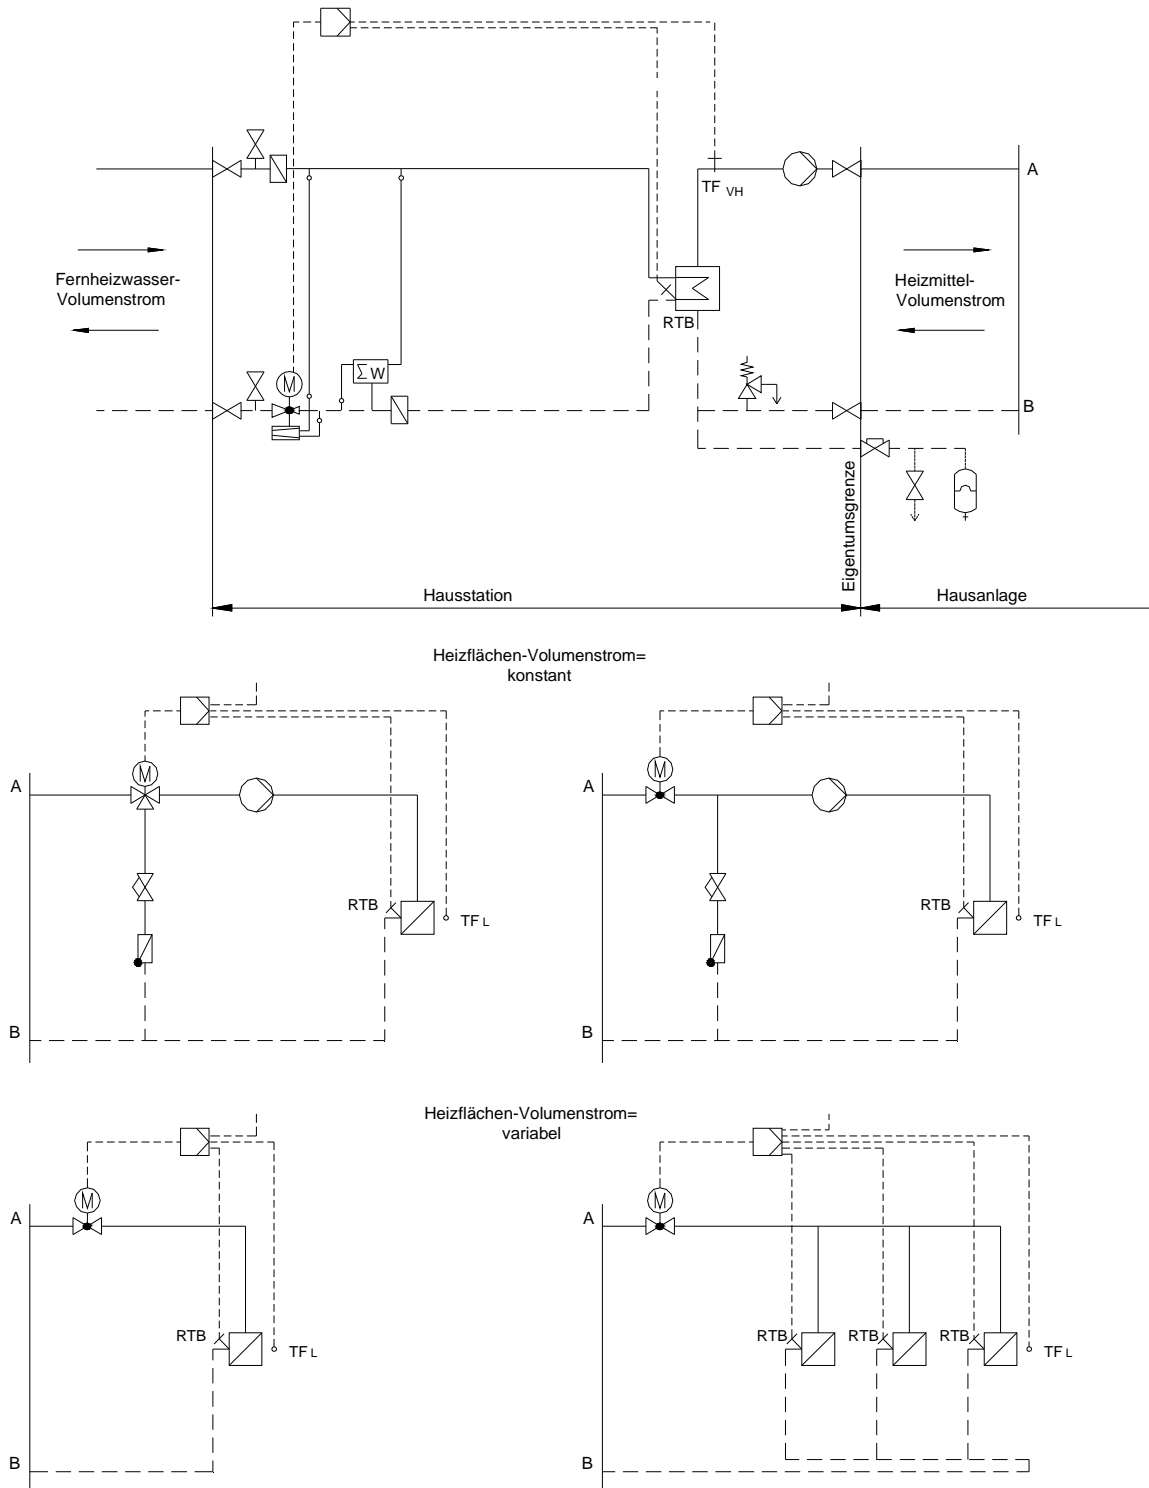 TF VH
A
Fernheizwasser-
Volumenstrom
Heizmittel-
Volumenstrom
RTB
M
Σ W
B
Eigentumsgrenze
Hausstation
Hausanlage
Heizflächen-Volumenstrom=
konstant
M
A
RTB
TF L
B
M
A
RTB
TF L
B
Heizflächen-Volumenstrom=
variabel
M
A
RTB
TF L
B
M
A
RTB
RTB
RTB
TF L
B